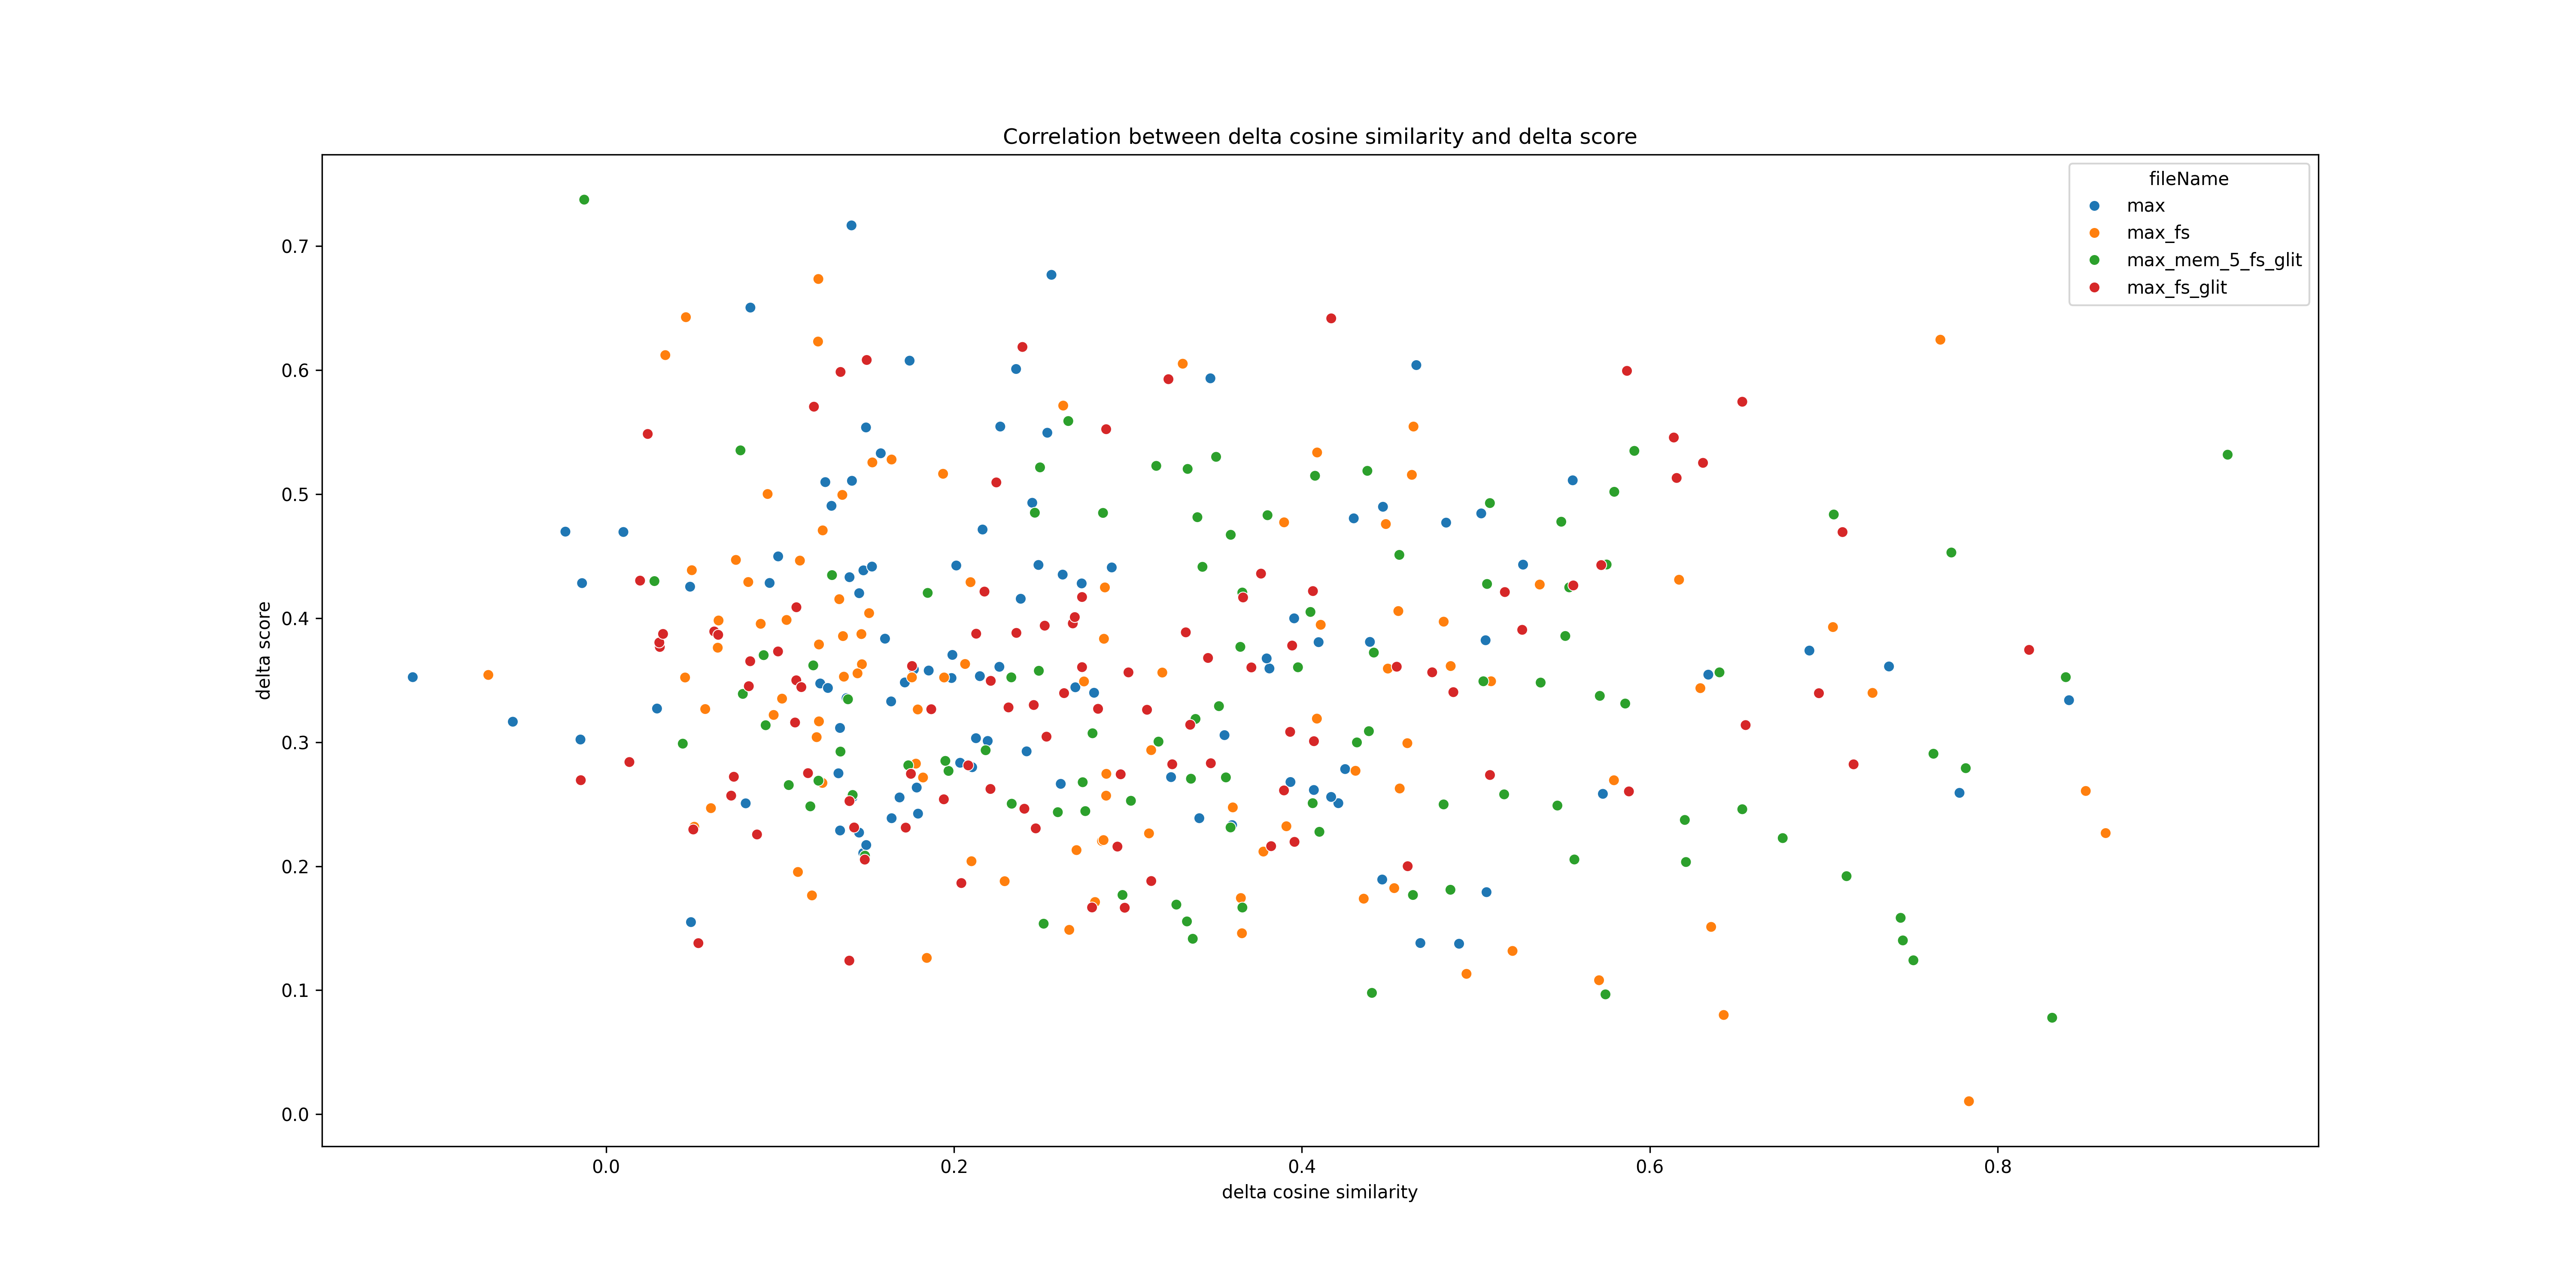 Correlation between delta cosine similarity and delta score
fileName
max
max_fs
max_mem_5_fs_glit
max_fs_glit
0.7
0.6
0.5
0.4
0.3
0.2
0.1
0.0
delta score
0.0 0.2 0.4 0.6 0.8
delta cosine similarity